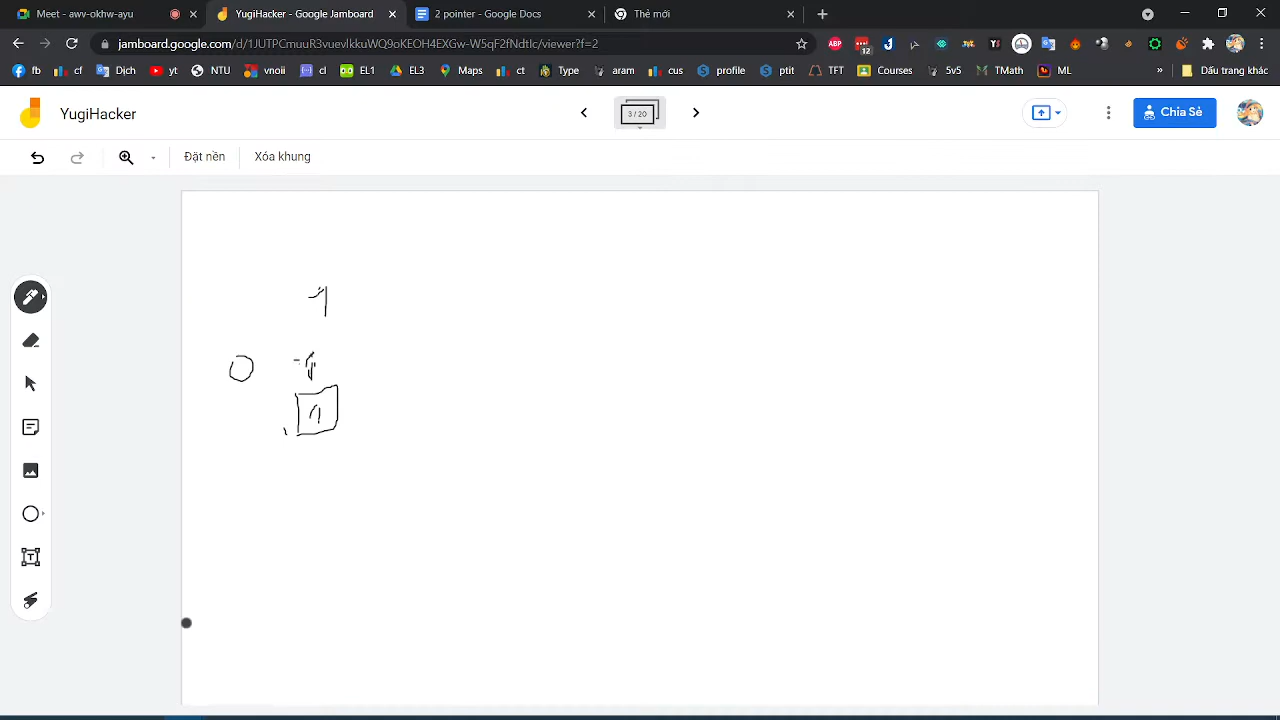 Meet - awv-okhw-ayu
YugiHacker - Google Jamboard
2 pointer - Google Docs
Thẻ mới
jamboard.google.com/d/1JUTPCmuuR3vuevlkkuWQ9oKEOH4EXGw-W5qF2fNdtIc/viewer?f=2
12
fb
cf
Dịch
yt
NTU
vnoii
cl
EL1
EL3
Maps
ct
Type
aram
cus
profile
ptit
TFT
Courses
5v5
TMath
ML
»
Dấu trang khác
YugiHacker
3 / 20
Chia Sẻ
Đặt nền
Xóa khung
1
0
1